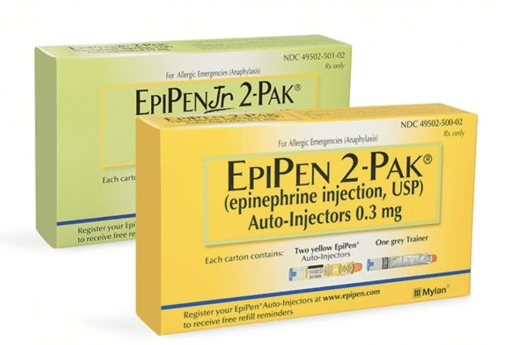 NDC 49502-501-02
Rx only
For Allergic Emergencies (Anaphylaxis)
EPIPEN Jr 2-PAK®
Each cart
Register your Epi
to receive free re
NDC 49502-500-02
Rx only
For Allergic Emergencies (Anaphylaxis)
EPIPEN 2-PAK®
(epinephrine injection, USP)
Auto-Injectors 0.3 mg
Each carton contains:
Two yellow EpiPen®
Auto-Injectors
One grey Trainer
Register your EpiPen® Auto-Injectors at www.epipen.com
to receive free refill reminders
Mylan®